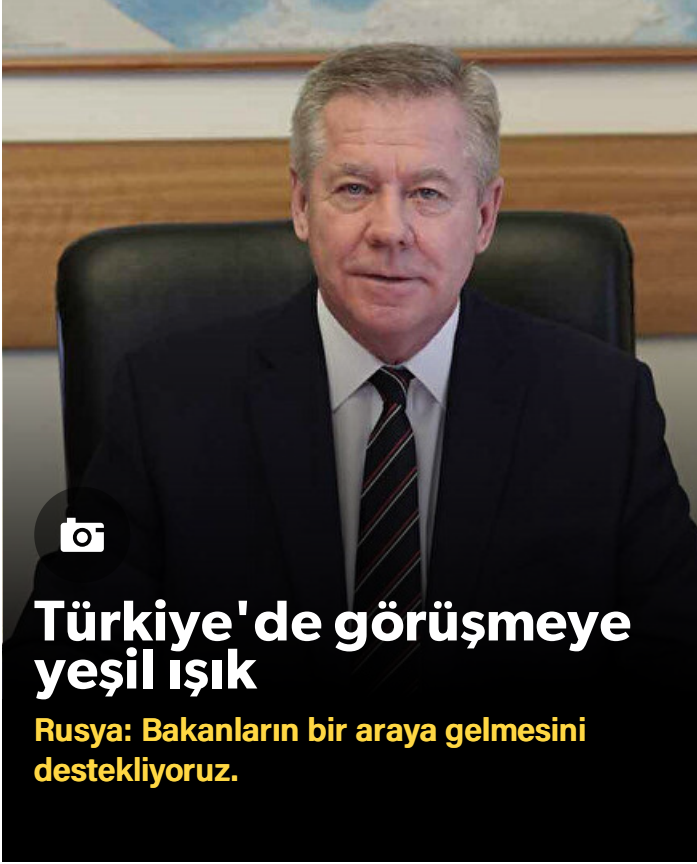 Türkiye'de görüşmeye
yeşil ışık
Rusya: Bakanların bir araya gelmesini
destekliyoruz.